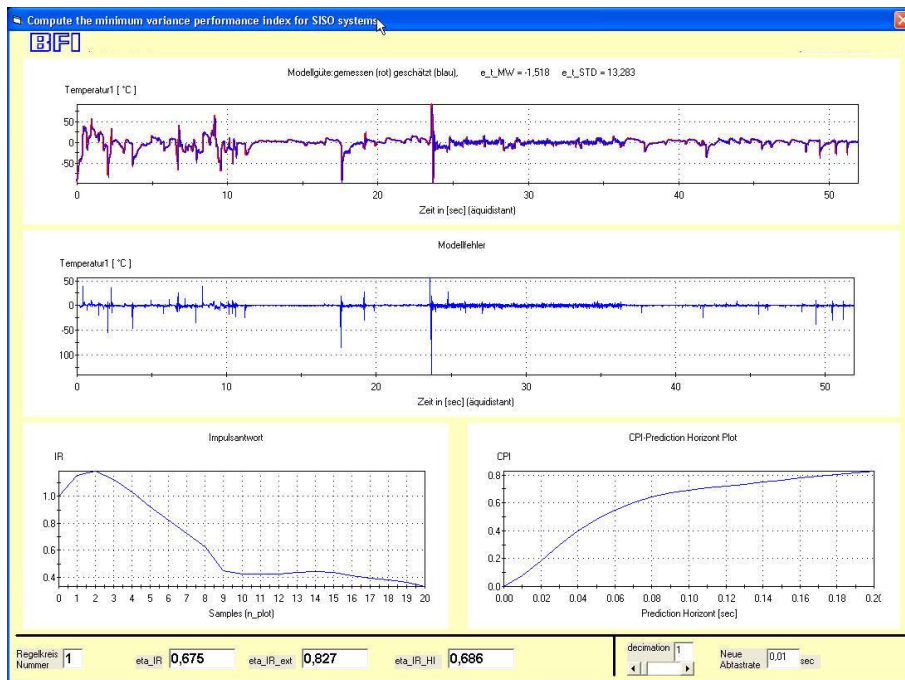 Compute the minimum variance performance index for SISO systems
BFI
Modellgüte:gemessen (rot) geschätzt (blau), e_t_MW = -1,518 e_t_STD = 13,283
Temperatur1 [ °C ]
50
0
-50
0 10 20 30 40 50
Zeit in [sec] (äquidistant)
Modellfehler
Temperatur1 [ °C ]
50
0
-50
100
0 10 20 30 40 50
Zeit in [sec] (äquidistant)
Impulsantwort
IR
1.0
0.8
0.6
0.4
0 1 2 3 4 5 6 7 8 9 10 11 12 13 14 15 16 17 18 19 20
Samples (n_plot)
CPI-Prediction Horizont Plot
CPI
0.8
0.6
0.4
0.2
0.0
0.00 0.02 0.04 0.06 0.08 0.10 0.12 0.14 0.16 0.18 0.20
Prediction Horizont [sec]
Regelkreis Nummer 1
eta_IR 0,675
eta_IR_ext 0,827
eta_IR_HI 0,686
decimation 1
Neue Abtastrate 0,01 sec